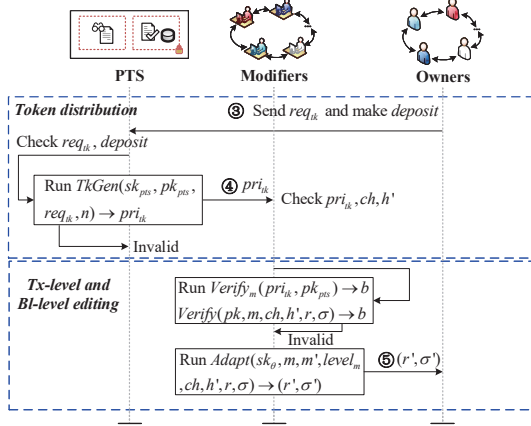 PTS
Modifiers
Owners
Token distribution
③ Send req_tk and make deposit
Check req_tk, deposit
Run TkGen(sk_pts, pk_pts,
req_tk, n) → pri_tk
④ pri_tk
Check pri_tk, ch, h'
Invalid
Tx-level and
Bl-level editing
Run Verify_m(pri_tk, pk_pts) → b
Verify(pk, m, ch, h', r, σ) → b
Invalid
Run Adapt(sk_θ, m, m', level_m
, ch, h', r, σ) → (r', σ')
⑤ (r', σ')